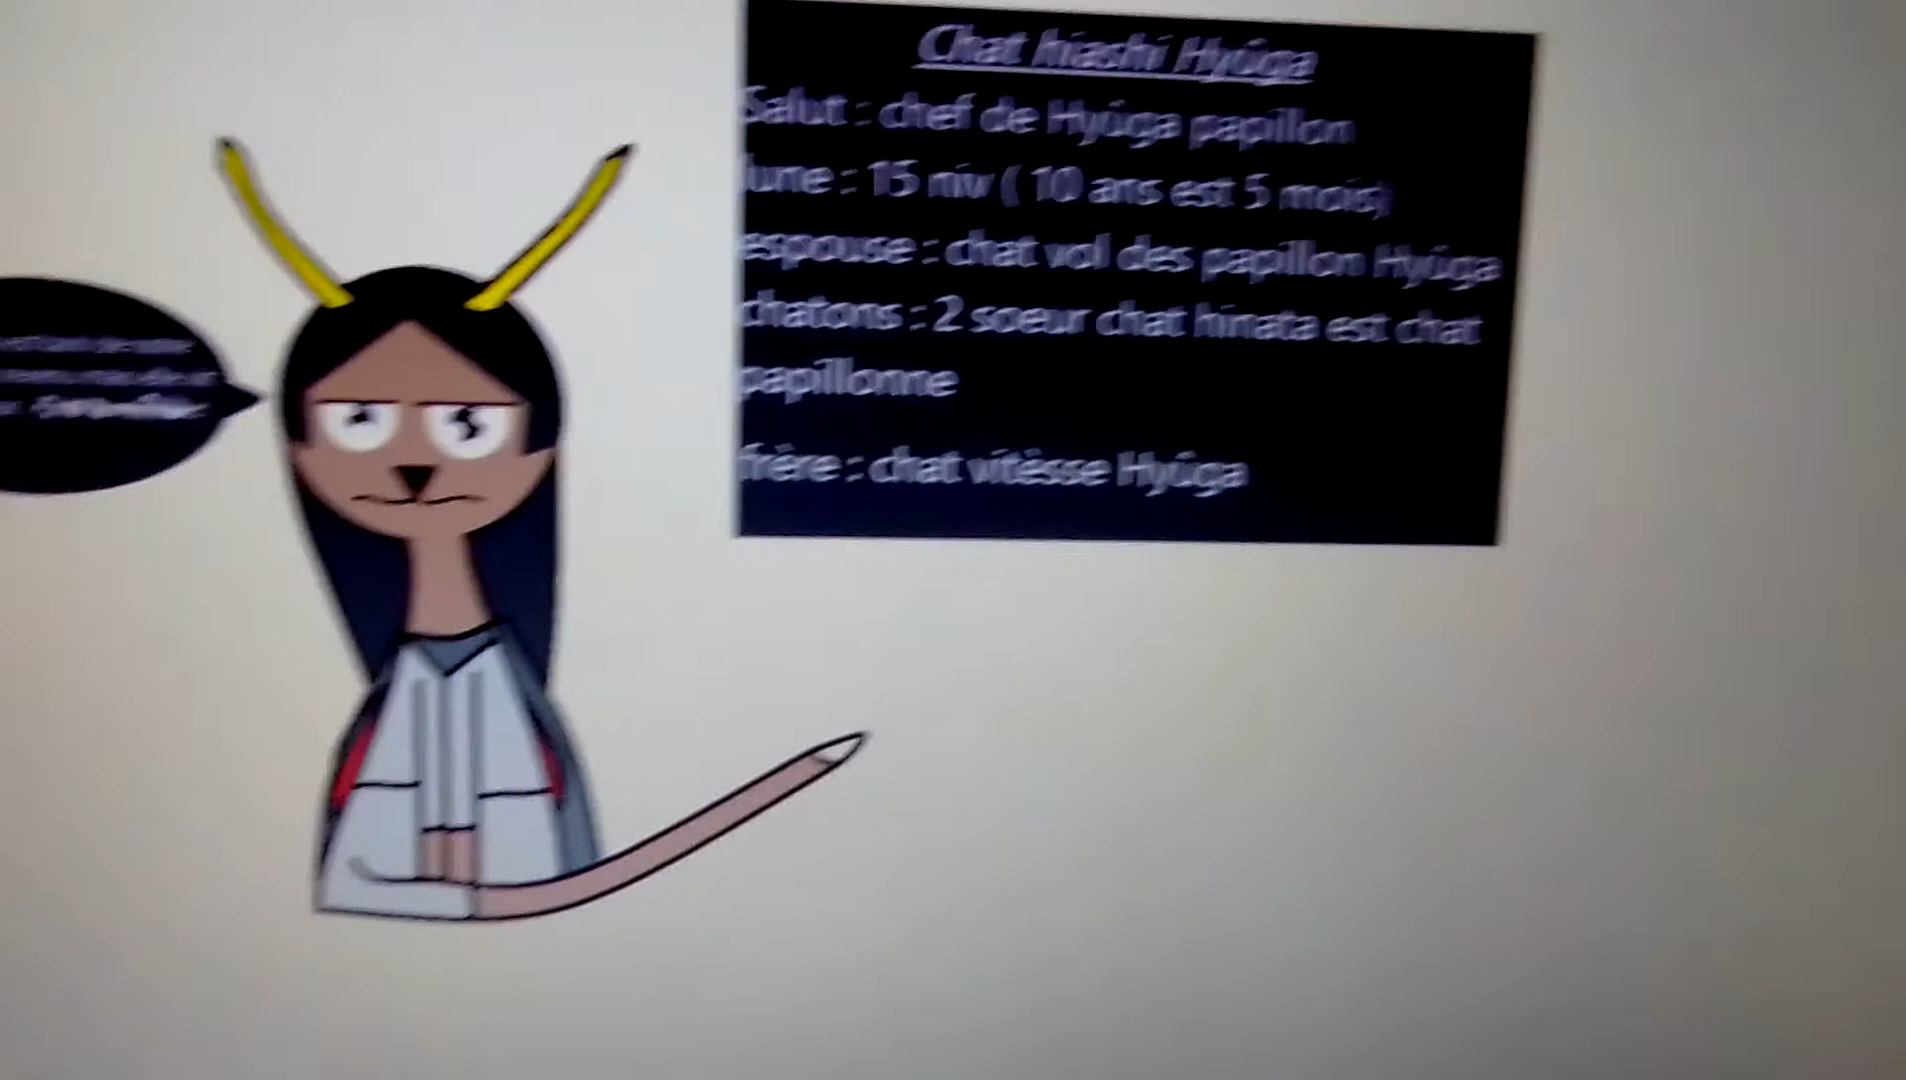 Chat hiashi Hyûga
Salut : chef de Hyûga papillon
lune : 15 niv ( 10 ans est 5 mois)
espouse : chat vol des papillon Hyûga
chatons : 2 soeur chat hinata est chat
papillonne
frère : chat vitèsse Hyûga